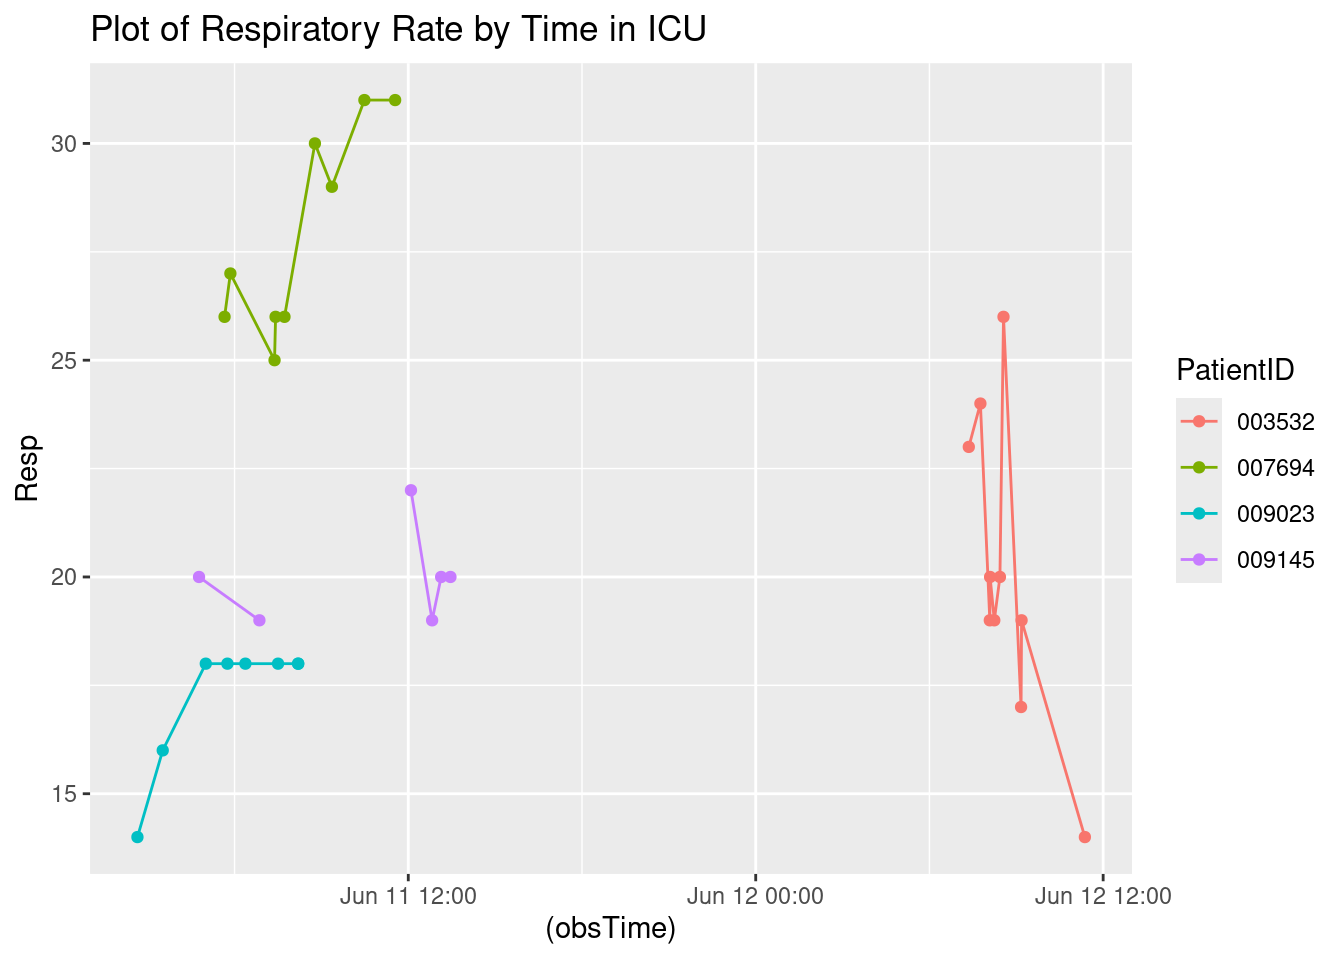 Plot of Respiratory Rate by Time in ICU
30
25
20
15
Resp
Jun 11 12:00
Jun 12 00:00
Jun 12 12:00
(obsTime)
PatientID
003532
007694
009023
009145